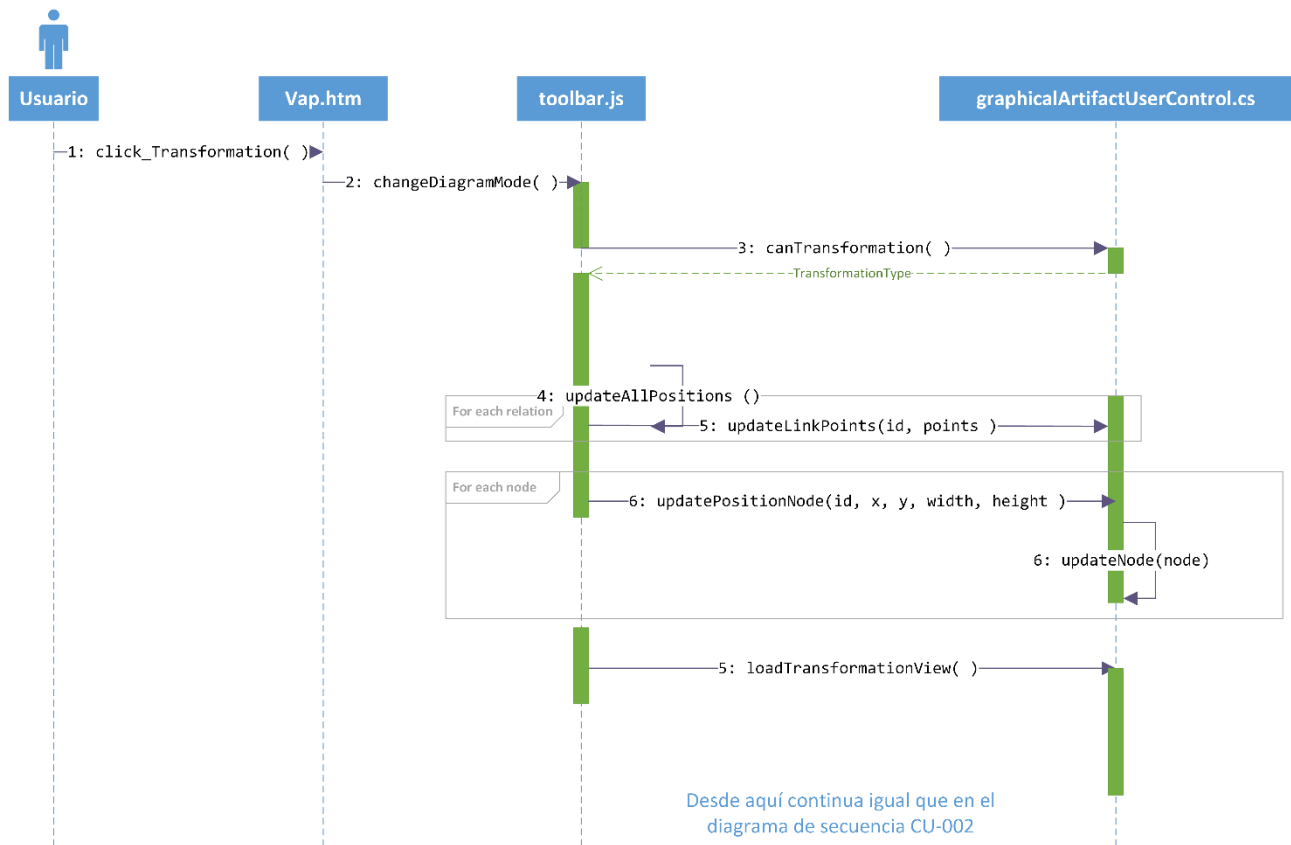 Usuario
Vap.htm
toolbar.js
graphicalArtifactUserControl.cs
1: click_Transformation( )
2: changeDiagramMode( )
3: canTransformation( )
TransformationType
4: updateAllPositions ()
For each relation
5: updateLinkPoints(id, points )
For each node
6: updatePositionNode(id, x, y, width, height )
6: updateNode(node)
5: loadTransformationView( )
Desde aquí continua igual que en el
diagrama de secuencia CU-002